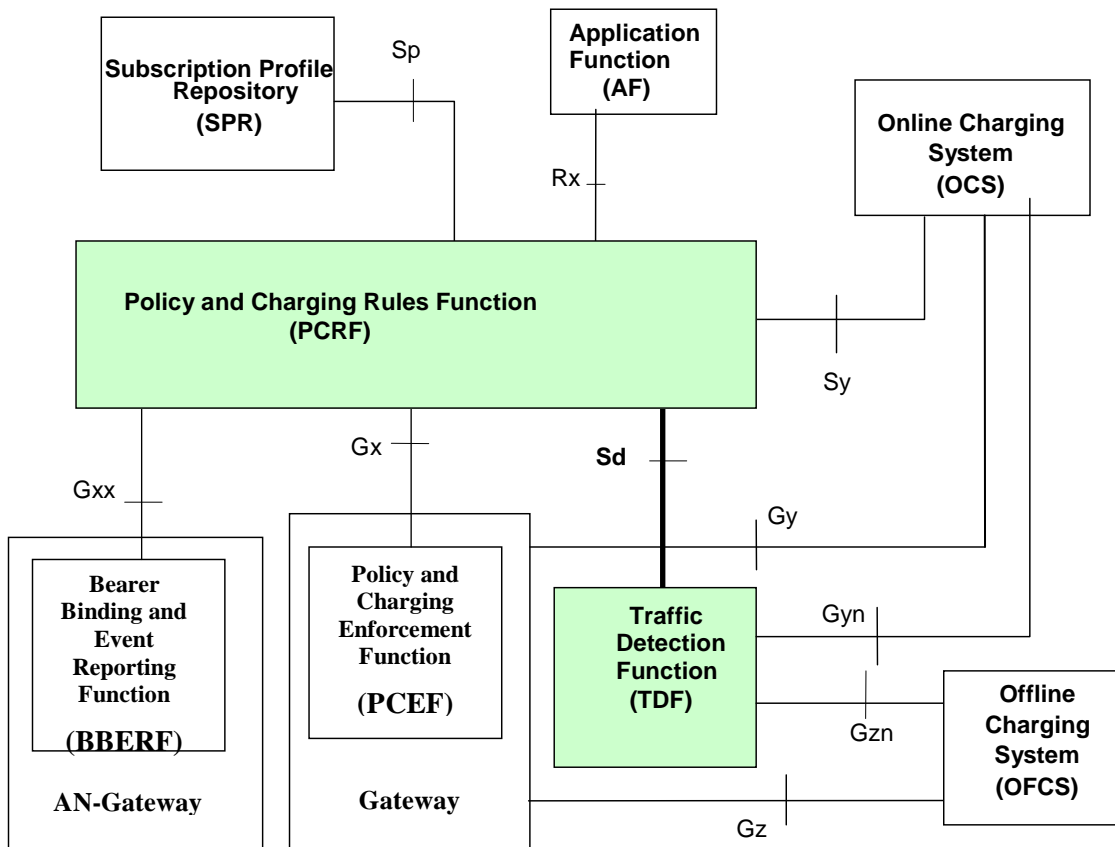 Sp
Subscription Profile
Repository
(SPR)
Application
Function
(AF)
Rx
Online Charging
System
(OCS)
Policy and Charging Rules Function
(PCRF)
Sy
Gxx
Gx
Sd
Gy
Bearer
Binding and
Event
Reporting
Function
(BBERF)
AN-Gateway
Policy and
Charging
Enforcement
Function
(PCEF)
Gateway
Traffic
Detection
Function
(TDF)
Gyn
Gzn
Gz
Offline
Charging
System
(OFCS)